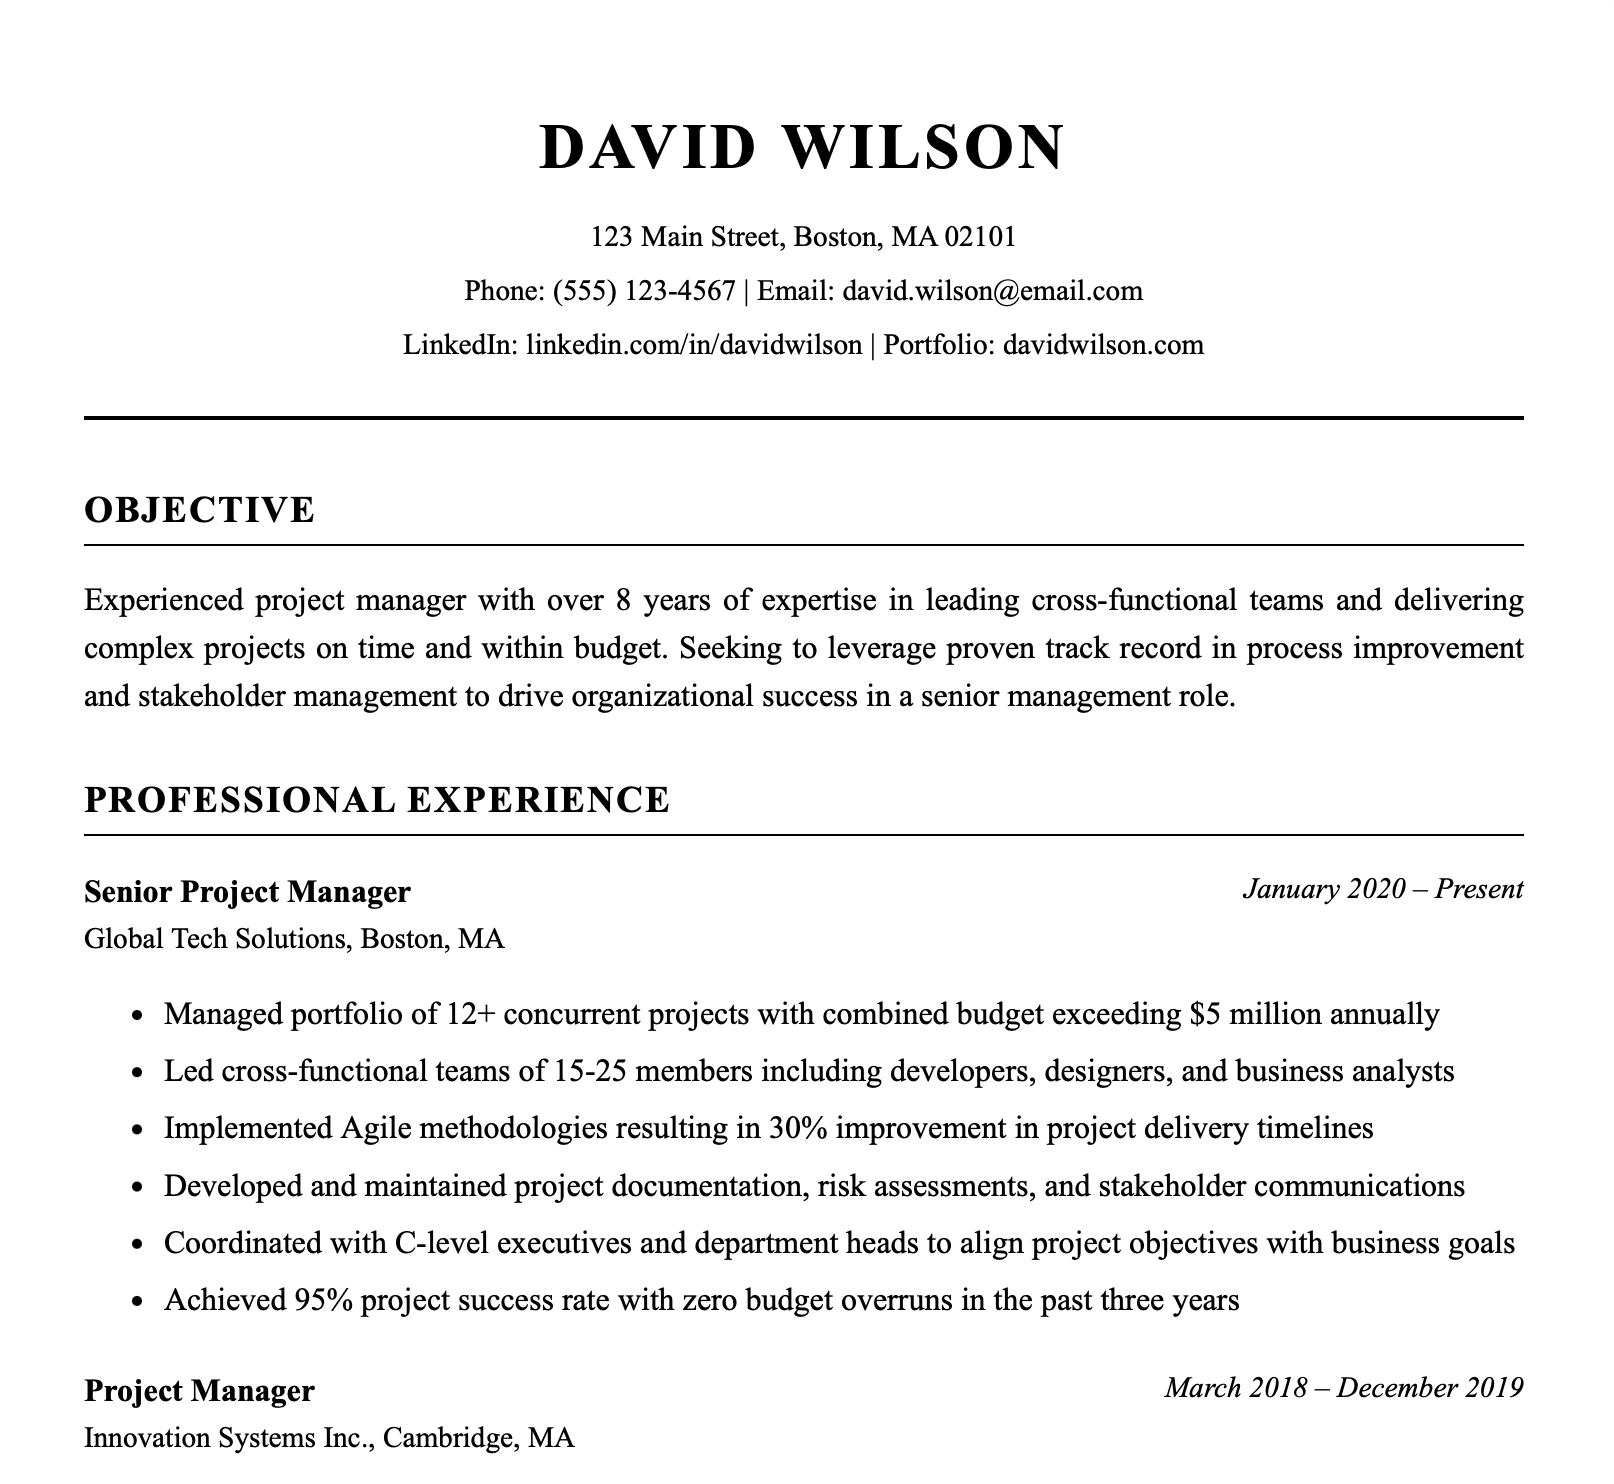 DAVID WILSON
123 Main Street, Boston, MA 02101
Phone: (555) 123-4567 | Email: david.wilson@email.com
LinkedIn: linkedin.com/in/davidwilson | Portfolio: davidwilson.com
OBJECTIVE
Experienced project manager with over 8 years of expertise in leading cross-functional teams and delivering
complex projects on time and within budget. Seeking to leverage proven track record in process improvement
and stakeholder management to drive organizational success in a senior management role.
PROFESSIONAL EXPERIENCE
Senior Project Manager January 2020 – Present
Global Tech Solutions, Boston, MA
• Managed portfolio of 12+ concurrent projects with combined budget exceeding $5 million annually
• Led cross-functional teams of 15-25 members including developers, designers, and business analysts
• Implemented Agile methodologies resulting in 30% improvement in project delivery timelines
• Developed and maintained project documentation, risk assessments, and stakeholder communications
• Coordinated with C-level executives and department heads to align project objectives with business goals
• Achieved 95% project success rate with zero budget overruns in the past three years
Project Manager March 2018 – December 2019
Innovation Systems Inc., Cambridge, MA